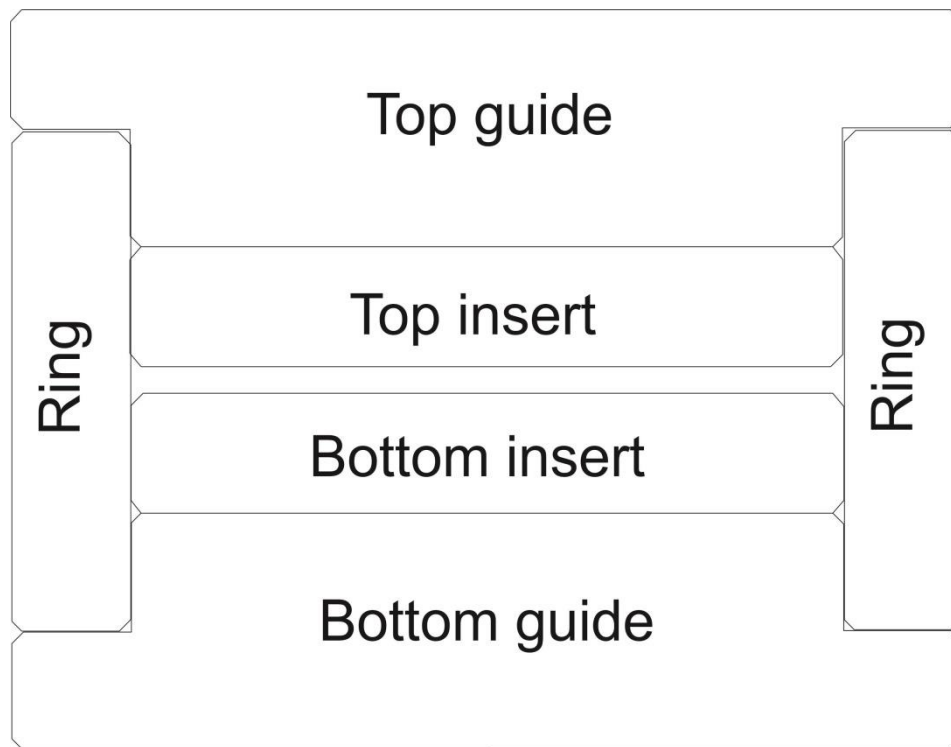 Top guide
Top insert
Ring
Ring
Bottom insert
Bottom guide